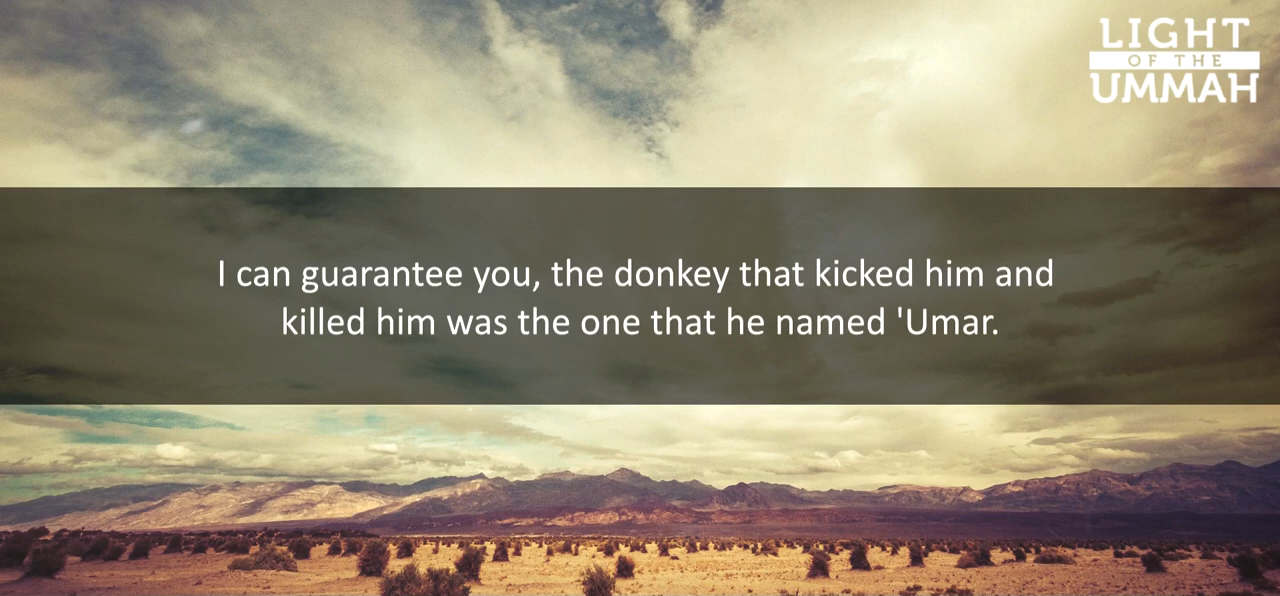 LIGHT
OF THE
UMMAH
I can guarantee you, the donkey that kicked him and
killed him was the one that he named 'Umar.